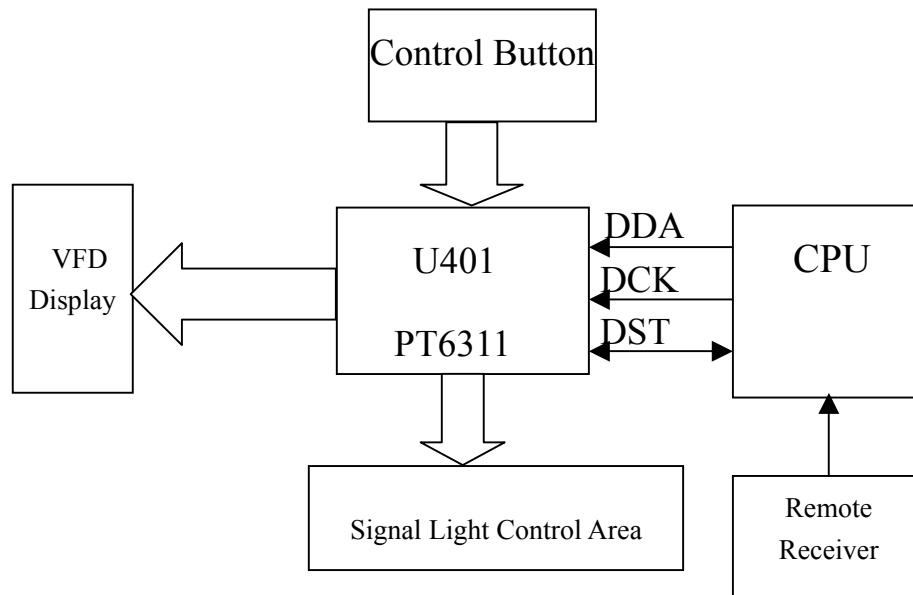 Control Button
VFD
Display
U401
PT6311
DDA
DCK
DST
CPU
Signal Light Control Area
Remote
Receiver